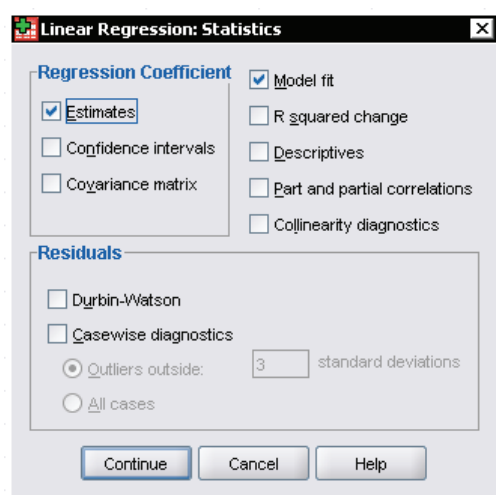 Linear Regression: Statistics
Regression Coefficient
Estimates
Confidence intervals
Covariance matrix
Model fit
R squared change
Descriptives
Part and partial correlations
Collinearity diagnostics
Residuals
Durbin-Watson
Casewise diagnostics
Outliers outside: 3 standard deviations
All cases
Continue Cancel Help